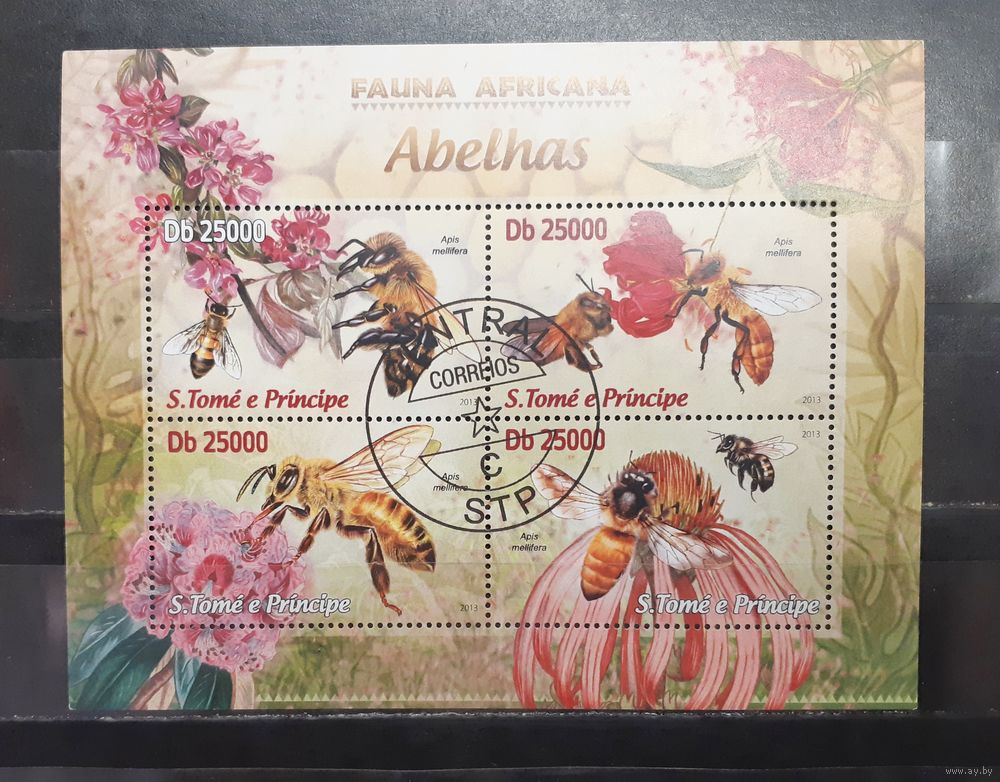 FAUNA AFRICANA
Abelhas
Db 25000
Apis
mellifera
S.Tomé e Príncipe
2013
Db 25000
Apis
mellifera
S.Tomé e Príncipe
2013
Db 25000
Apis
mellifera
S.Tomé e Príncipe
2013
Db 25000
2013
Apis
mellifera
S.Tomé e Príncipe
NTRAL
CORREIOS
C
STP
www.ay.by